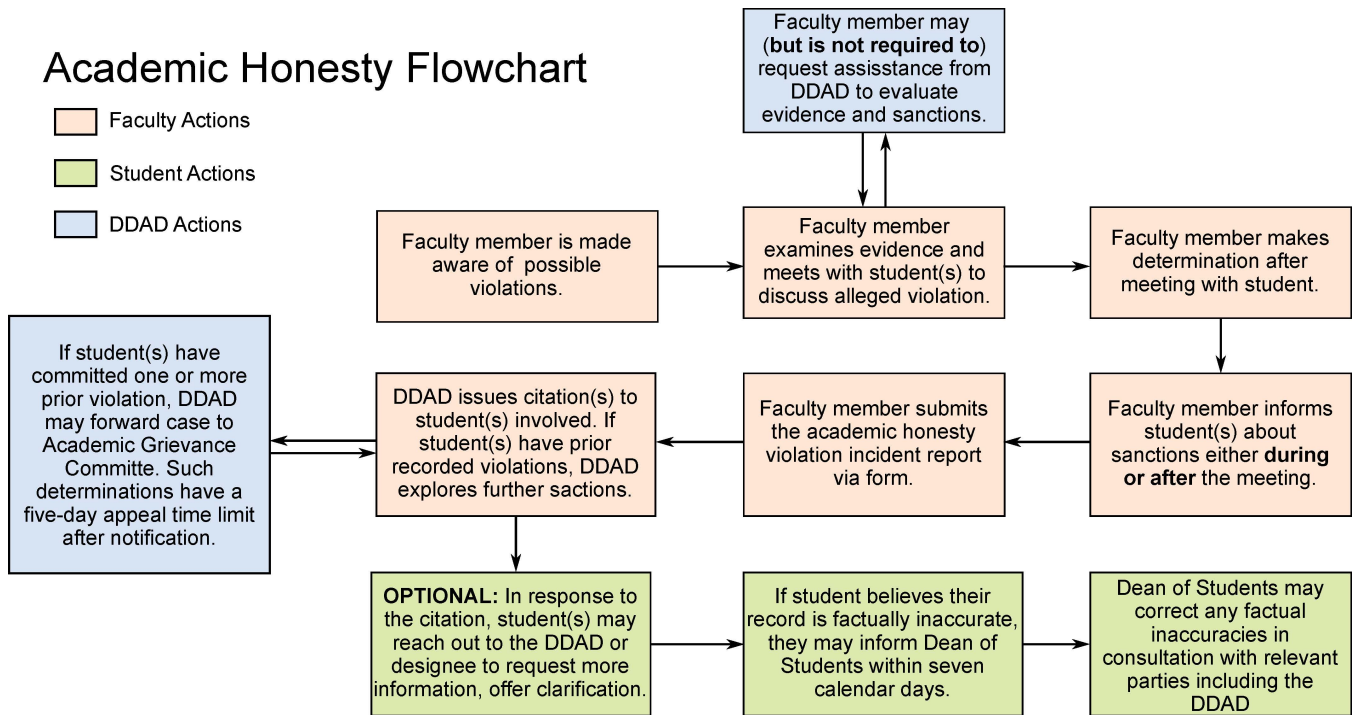 Academic Honesty Flowchart
Faculty Actions
Student Actions
DDAD Actions
Faculty member may
(but is not required to)
request assisstance from
DDAD to evaluate
evidence and sanctions.
Faculty member is made
aware of possible
violations.
Faculty member
examines evidence and
meets with student(s) to
discuss alleged violation.
Faculty member makes
determination after
meeting with student.
Faculty member informs
student(s) about
sanctions either during
or after the meeting.
Faculty member submits
the academic honesty
violation incident report
via form.
DDAD issues citation(s) to
student(s) involved. If
student(s) have prior
recorded violations, DDAD
explores further sactions.
If student(s) have
committed one or more
prior violation, DDAD
may forward case to
Academic Grievance
Committe. Such
determinations have a
five-day appeal time limit
after notification.
OPTIONAL: In response to
the citation, student(s) may
reach out to the DDAD or
designee to request more
information, offer clarification.
If student believes their
record is factually inaccurate,
they may inform Dean of
Students within seven
calendar days.
Dean of Students may
correct any factual
inaccuracies in
consultation with relevant
parties including the
DDAD